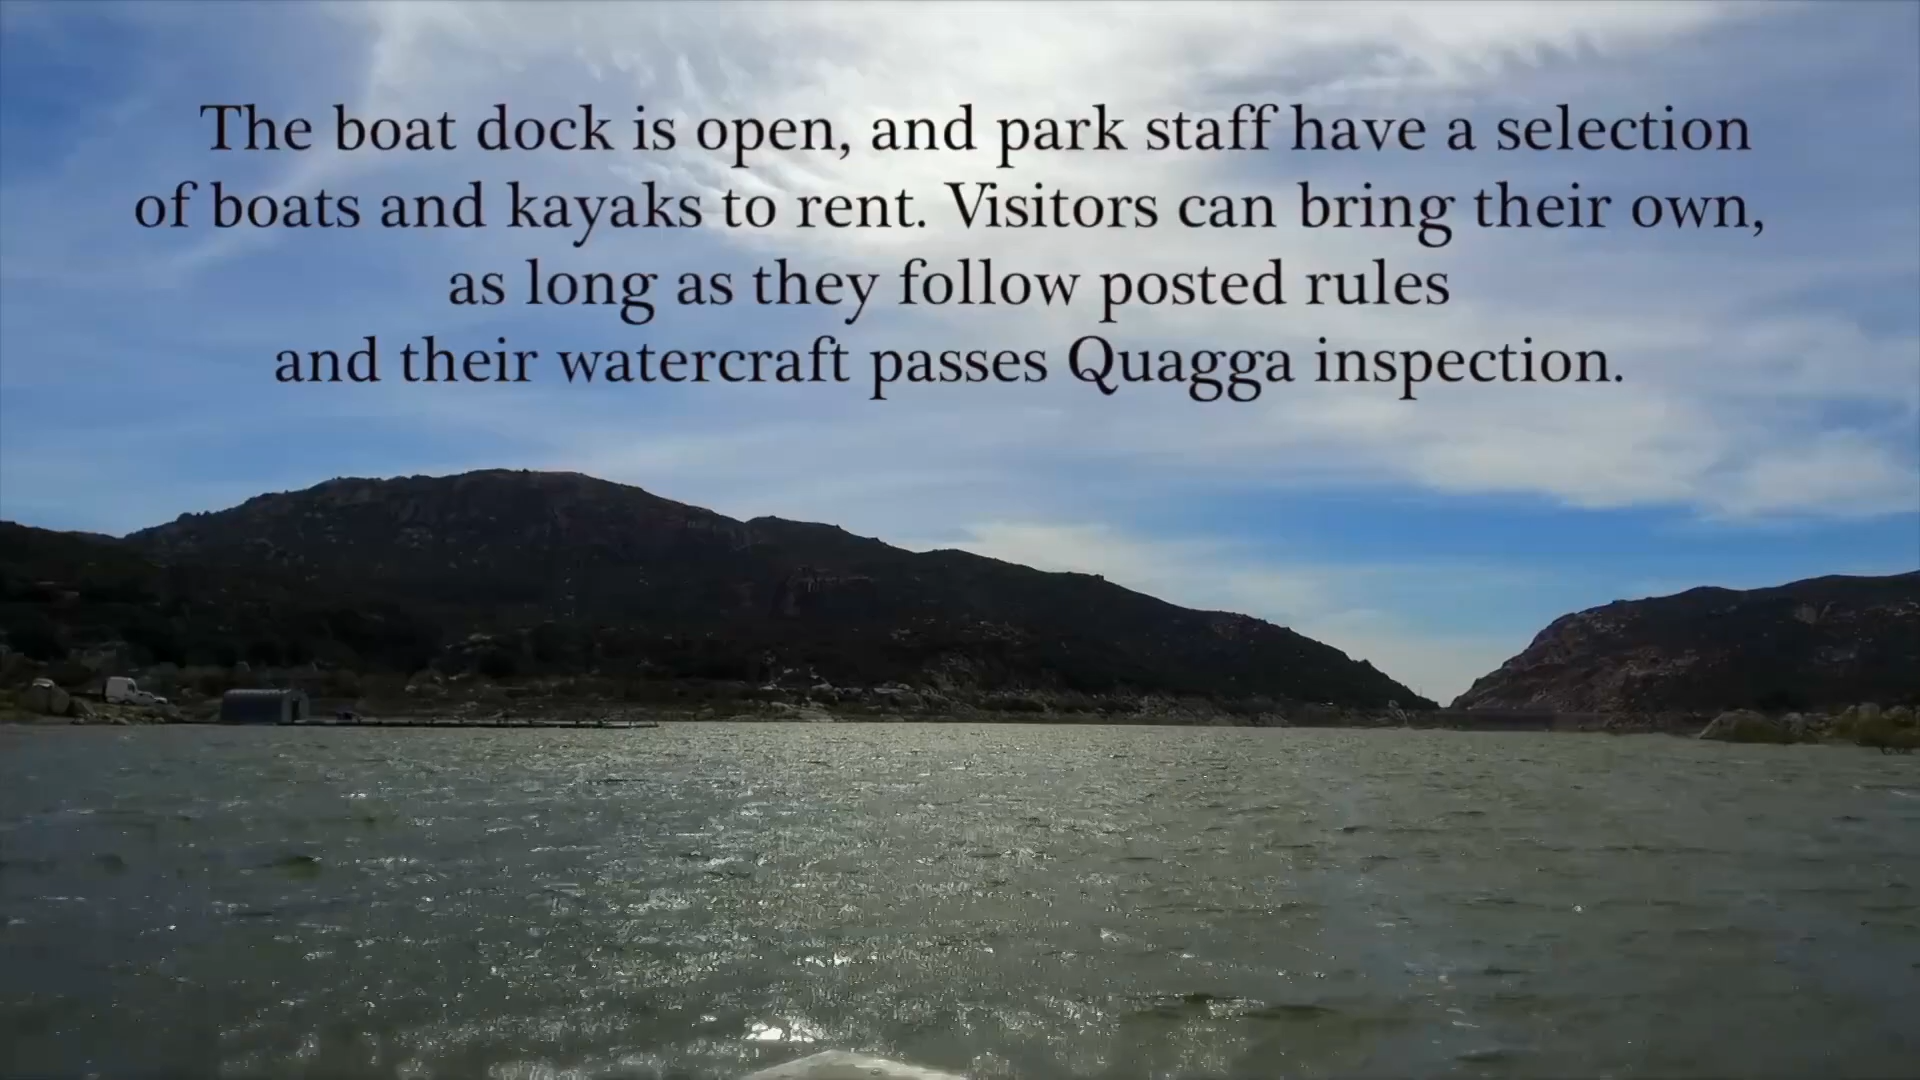 The boat dock is open, and park staff have a selection
of boats and kayaks to rent. Visitors can bring their own,
as long as they follow posted rules
and their watercraft passes Quagga inspection.